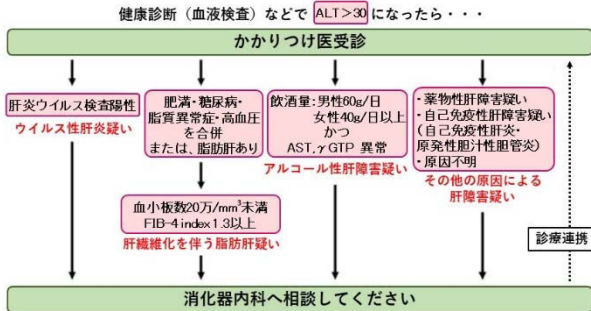 健康診断（血液検査）などで ALT＞30 になったら・・・
かかりつけ医受診
肝炎ウイルス検査陽性
ウイルス性肝炎疑い
肥満・糖尿病・
脂質異常症・高血圧
を合併
または、脂肪肝あり
血小板数20万/mm³未満
FIB-4 index1.3以上
肝繊維化を伴う脂肪肝疑い
飲酒量：男性60g/日
女性40g/日以上
かつ
AST,γGTP 異常
アルコール性肝障害疑い
・薬物性肝障害疑い
・自己免疫性肝障害疑い
（自己免疫性肝炎・
原発性胆汁性胆管炎）
・原因不明
その他の原因による
肝障害疑い
診療連携
消化器内科へ相談してください